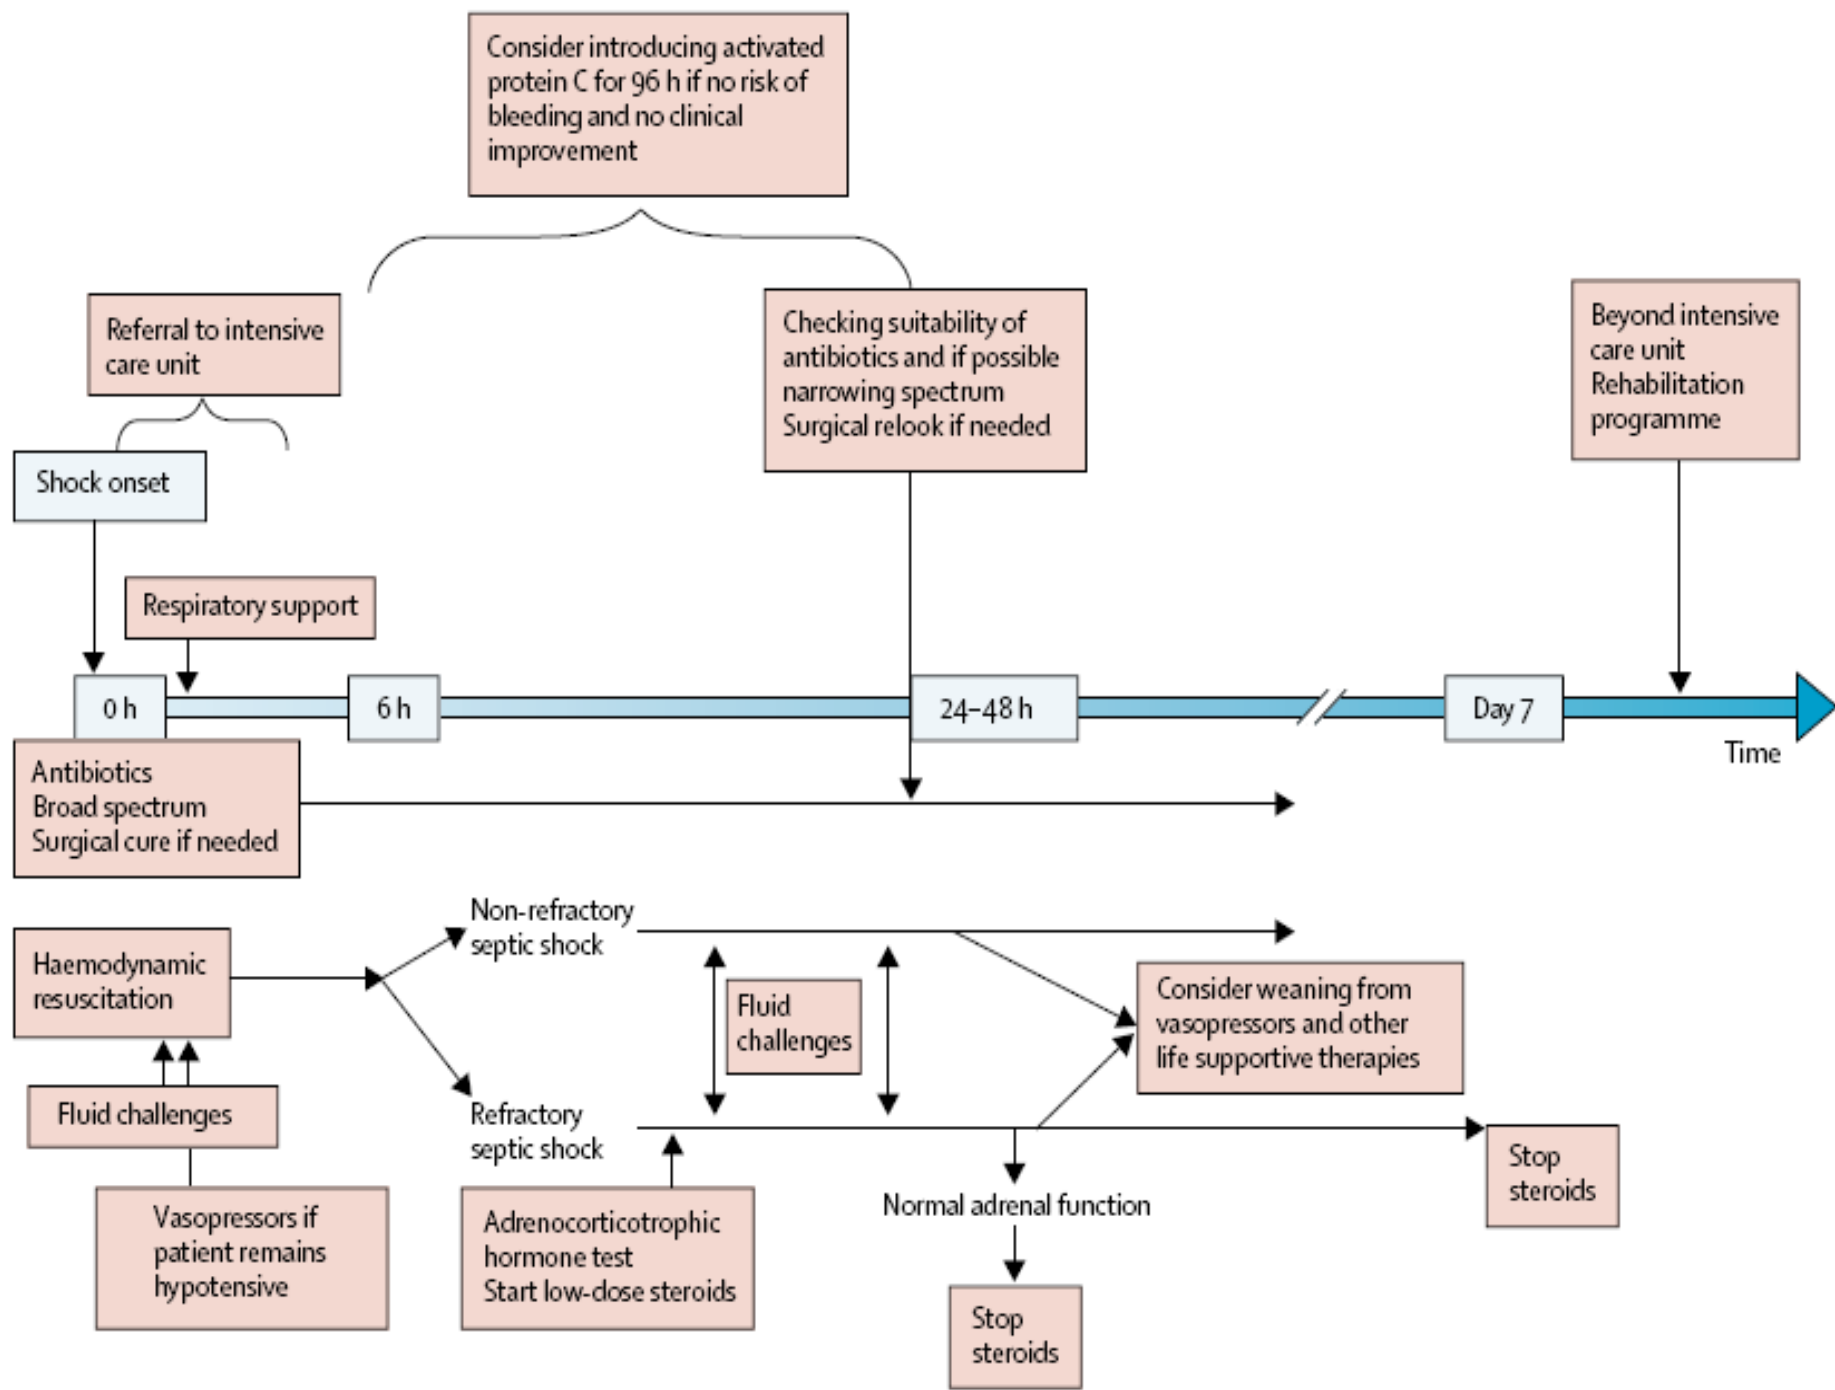 Consider introducing activated
protein C for 96 h if no risk of
bleeding and no clinical
improvement
Referral to intensive
care unit
Checking suitability of
antibiotics and if possible
narrowing spectrum
Surgical relook if needed
Beyond intensive
care unit
Rehabilitation
programme
Shock onset
Respiratory support
0 h
6 h
24–48 h
Day 7
Time
Antibiotics
Broad spectrum
Surgical cure if needed
Non-refractory
septic shock
Haemodynamic
resuscitation
Fluid
challenges
Consider weaning from
vasopressors and other
life supportive therapies
Fluid challenges
Refractory
septic shock
Stop
steroids
Vasopressors if
patient remains
hypotensive
Adrenocorticotrophic
hormone test
Start low-dose steroids
Normal adrenal function
Stop
steroids